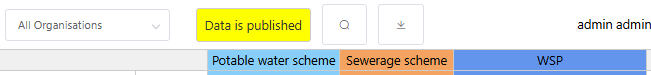 All Organisations Data is published admin admin
Potable water scheme Sewerage scheme WSP